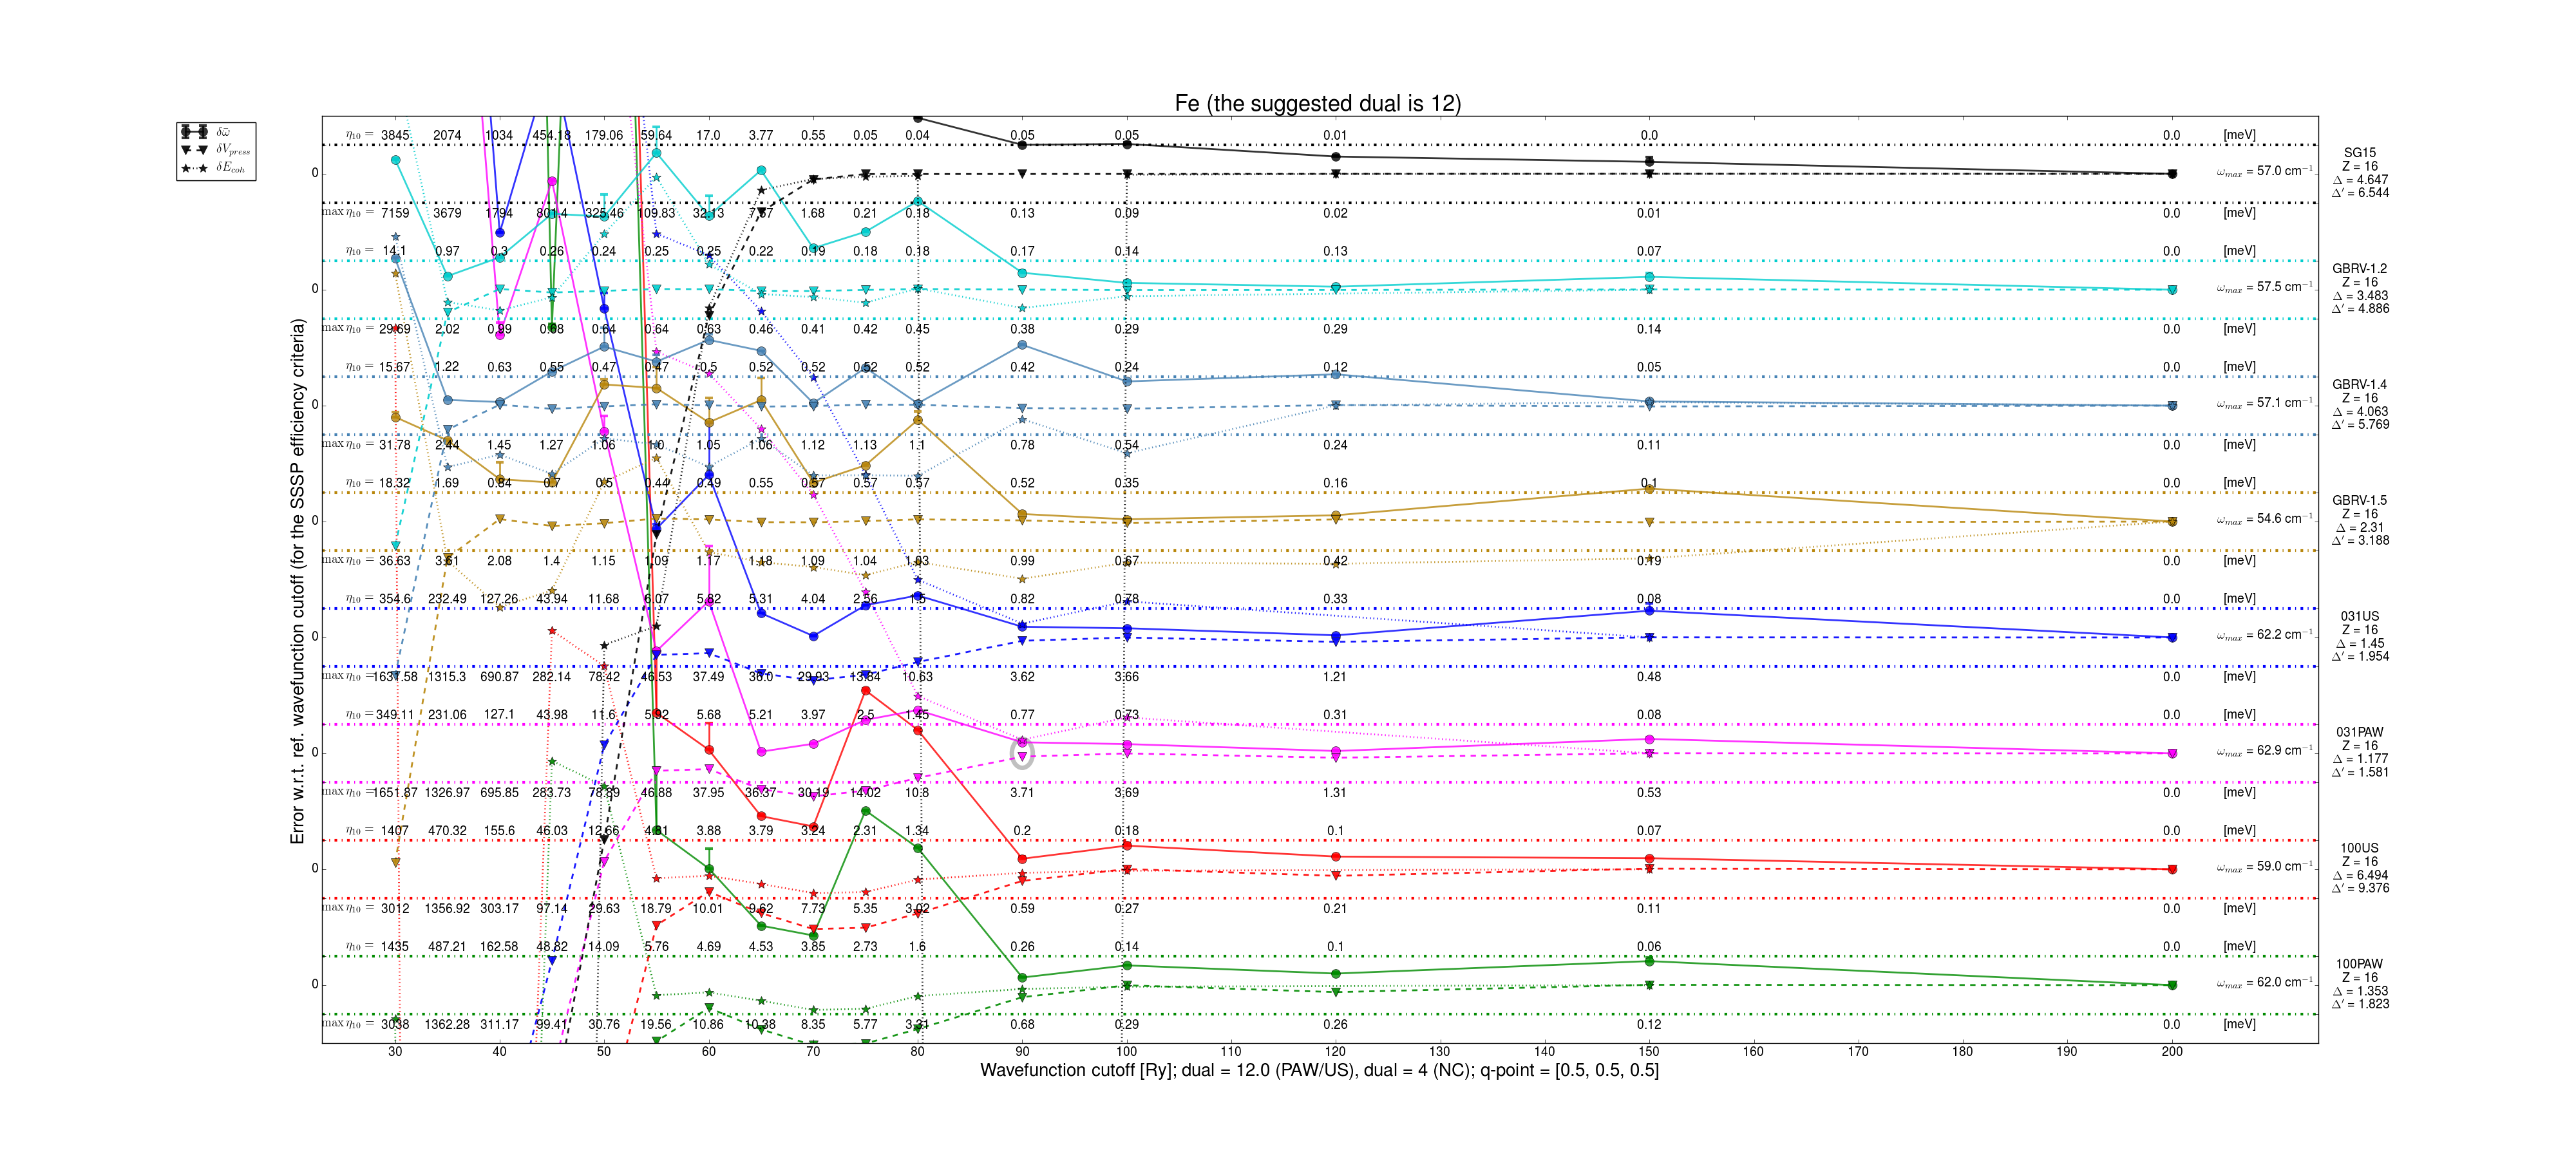 Fe (the suggested dual is 12)
δω̄
δV_press
δE_coh
Error w.r.t. ref. wavefunction cutoff (for the SSSP efficiency criteria)
η₁₀ = 3845 2074 1034 454.18 179.06 59.64 17.0 3.77 0.55 0.05 0.04 0.05 0.05 0.01 0.0 0.0 [meV]
0 ω_max = 57.0 cm⁻¹
SG15
Z = 16
Δ = 4.647
Δ′ = 6.544
max η₁₀ = 7159 3679 1794 801.4 325.46 109.83 32.13 1.68 0.21 0.18 0.13 0.09 0.02 0.01 0.0 [meV]
η₁₀ = 14.1 0.97 0.3 0.26 0.24 0.25 0.25 0.22 0.19 0.18 0.18 0.17 0.14 0.13 0.07 0.0 [meV]
0 ω_max = 57.5 cm⁻¹
GBRV-1.2
Z = 16
Δ = 3.483
Δ′ = 4.886
max η₁₀ = 29.69 2.02 0.99 0.68 0.64 0.64 0.63 0.46 0.41 0.42 0.45 0.38 0.29 0.29 0.14 0.0 [meV]
η₁₀ = 15.67 1.22 0.63 0.55 0.47 0.47 0.5 0.52 0.52 0.52 0.52 0.42 0.24 0.12 0.05 0.0 [meV]
0 ω_max = 57.1 cm⁻¹
GBRV-1.4
Z = 16
Δ = 4.063
Δ′ = 5.769
max η₁₀ = 31.78 2.44 1.45 1.27 1.06 1.0 1.05 1.06 1.12 1.13 1.1 0.78 0.54 0.24 0.11 0.0 [meV]
η₁₀ = 18.32 1.69 0.84 0.7 0.5 0.44 0.49 0.55 0.57 0.57 0.57 0.52 0.35 0.16 0.1 0.0 [meV]
0 ω_max = 54.6 cm⁻¹
GBRV-1.5
Z = 16
Δ = 2.31
Δ′ = 3.188
max η₁₀ = 36.63 3.61 2.08 1.4 1.15 1.09 1.17 1.18 1.09 1.04 1.03 0.99 0.67 0.42 0.19 0.0 [meV]
η₁₀ = 354.6 232.49 127.26 43.94 11.68 6.07 5.82 5.31 4.04 2.56 1.5 0.82 0.78 0.33 0.08 0.0 [meV]
0 ω_max = 62.2 cm⁻¹
031US
Z = 16
Δ = 1.45
Δ′ = 1.954
max η₁₀ = 1631.58 1315.3 690.87 282.14 78.42 46.53 37.49 36.0 29.93 13.84 10.63 3.62 3.66 1.21 0.48 0.0 [meV]
η₁₀ = 349.11 231.06 127.1 43.98 11.6 5.92 5.68 5.21 3.97 2.5 1.45 0.77 0.73 0.31 0.08 0.0 [meV]
0 ω_max = 62.9 cm⁻¹
031PAW
Z = 16
Δ = 1.177
Δ′ = 1.581
max η₁₀ = 1651.87 1326.97 695.85 283.73 78.89 46.88 37.95 36.37 30.19 14.02 10.8 3.71 3.69 1.31 0.53 0.0 [meV]
η₁₀ = 1407 470.32 155.6 46.03 12.66 4.81 3.88 3.79 3.24 2.31 1.34 0.2 0.18 0.1 0.07 0.0 [meV]
0 ω_max = 59.0 cm⁻¹
100US
Z = 16
Δ = 6.494
Δ′ = 9.376
max η₁₀ = 3012 1356.92 303.17 97.14 29.63 18.79 10.01 9.62 7.73 5.35 3.02 0.59 0.27 0.21 0.11 0.0 [meV]
η₁₀ = 1435 487.21 162.58 48.82 14.09 5.76 4.69 4.53 3.85 2.73 1.6 0.26 0.14 0.1 0.06 0.0 [meV]
0 ω_max = 62.0 cm⁻¹
100PAW
Z = 16
Δ = 1.353
Δ′ = 1.823
max η₁₀ = 3038 1362.28 311.17 99.41 30.76 19.56 10.86 10.38 8.35 5.77 0.68 0.29 0.26 0.12 0.0 [meV]
30 40 50 60 70 80 90 100 110 120 130 140 150 160 170 180 190 200
Wavefunction cutoff [Ry]; dual = 12.0 (PAW/US), dual = 4 (NC); q-point = [0.5, 0.5, 0.5]